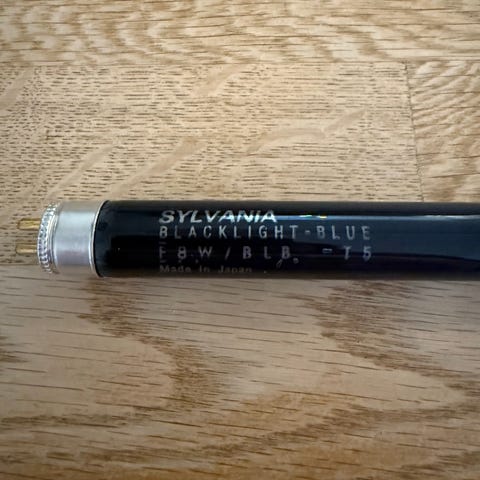 SYLVANIA
BLACKLIGHT-BLUE
F8W/BLB -T5
Made in Japan